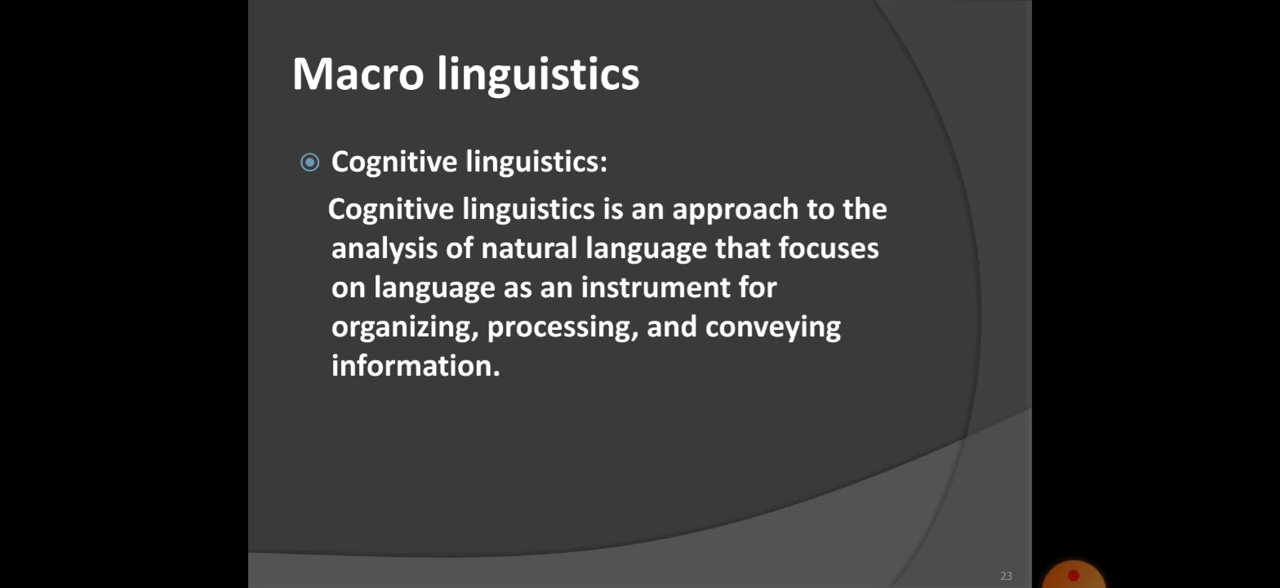 Macro linguistics
Cognitive linguistics:
Cognitive linguistics is an approach to the
analysis of natural language that focuses
on language as an instrument for
organizing, processing, and conveying
information.
23